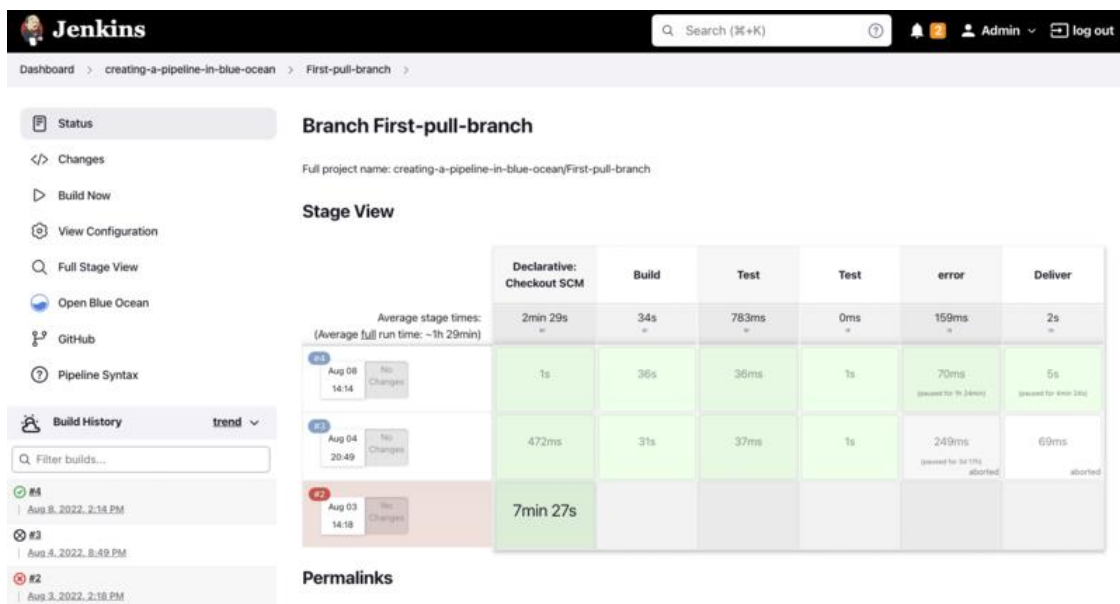 Jenkins
Search (⌘+K)
2
Admin
log out
Dashboard > creating-a-pipeline-in-blue-ocean > First-pull-branch >
Status
Changes
Build Now
View Configuration
Full Stage View
Open Blue Ocean
GitHub
Pipeline Syntax
Build History
trend
Filter builds...
#4
Aug 8, 2022, 2:14 PM
#3
Aug 4, 2022, 8:49 PM
#2
Aug 3, 2022, 2:18 PM
Branch First-pull-branch
Full project name: creating-a-pipeline-in-blue-ocean/First-pull-branch
Stage View
Declarative: Checkout SCM Build Test Test error Deliver
Average stage times: 2min 29s 34s 783ms 0ms 159ms 2s
(Average full run time: ~1h 29min)
#4
Aug 08 No
14:14 Changes
1s 36s 36ms 1s 70ms 5s
(paused for 1h 24min)
#3
Aug 04 No
20:49 Changes
472ms 31s 37ms 1s 249ms 69ms
aborted aborted
#2
Aug 03 No
14:18 Changes
7min 27s
Permalinks